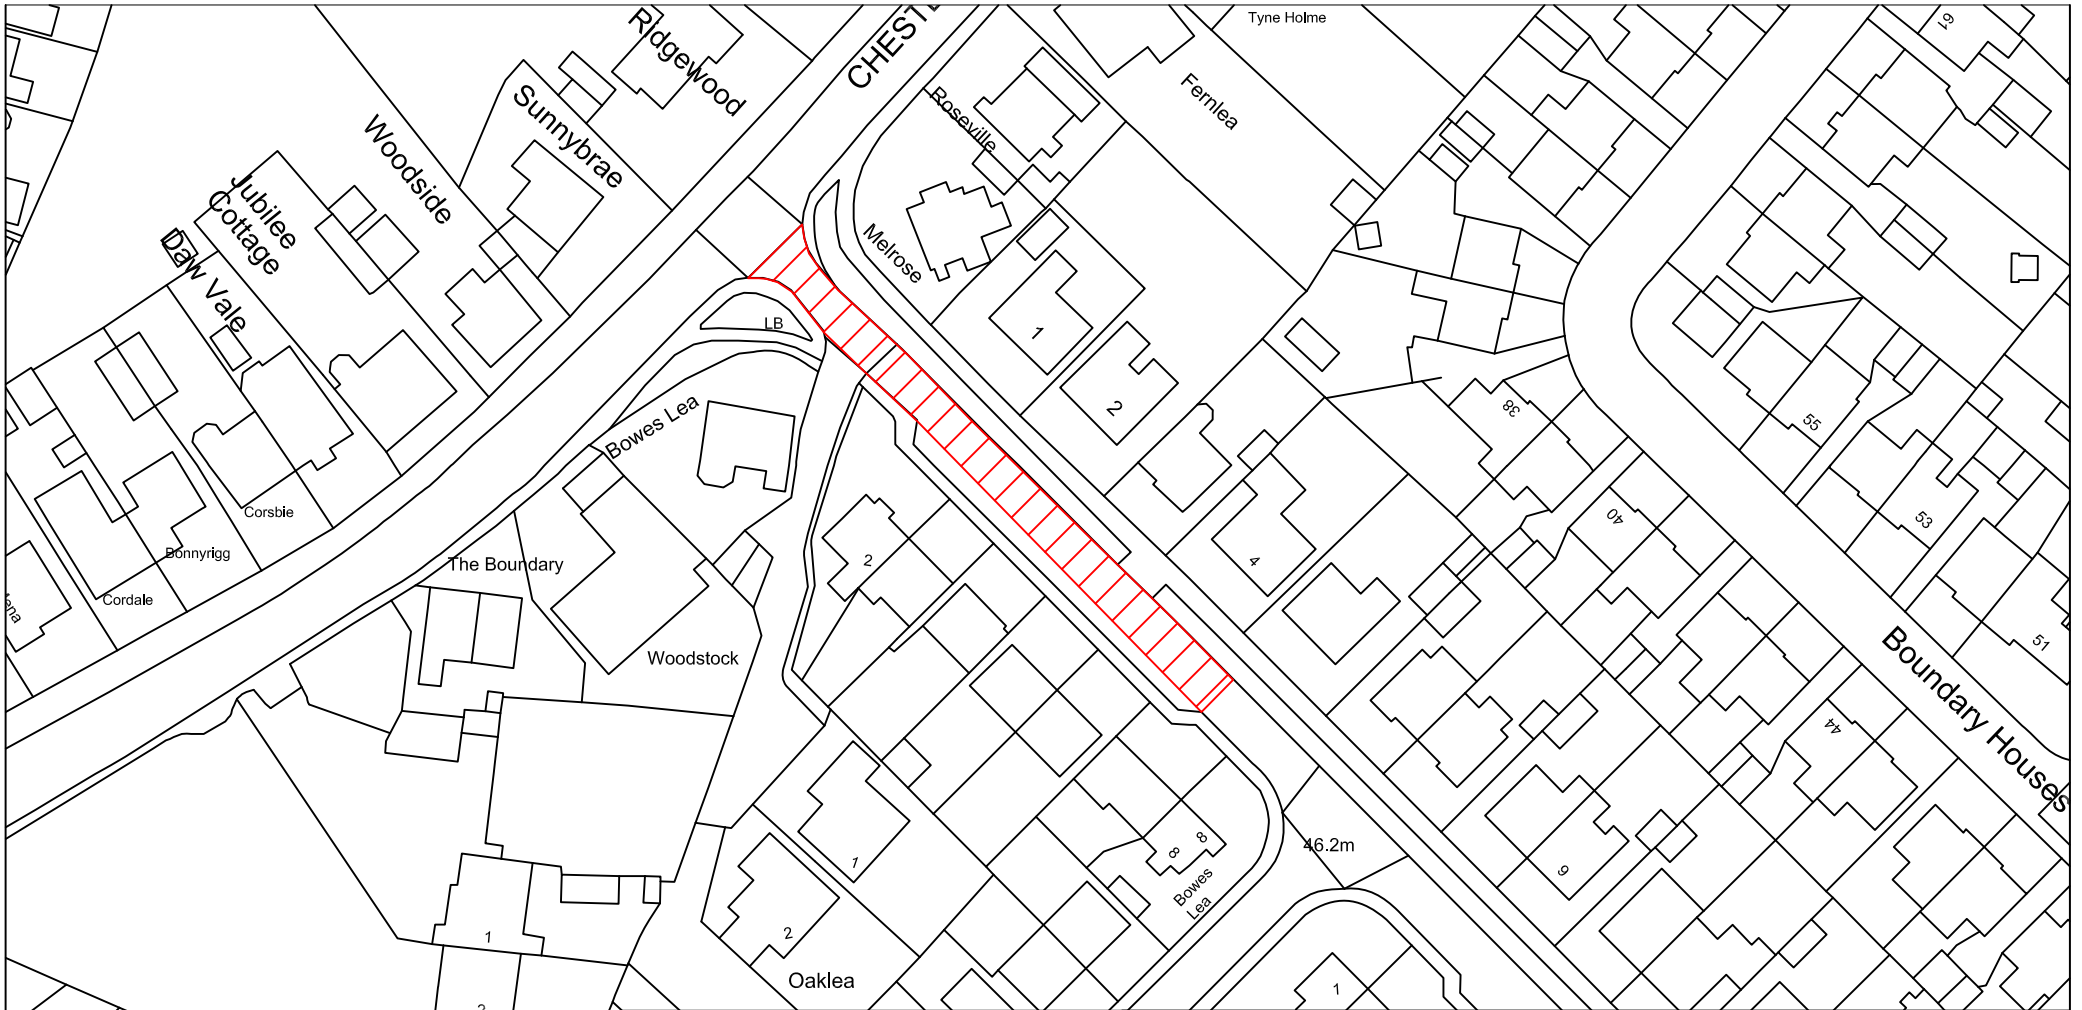 Tyne Holme
67
Ridgewood
CHESTE
Fernlea
Roseville
Sunnybrae
Woodside
Jubilee
Cottage
Daw Vale
Melrose
LB
1
2
38
55
Bowes Lea
Corsbie
40
53
2
4
Bonnyrigg
The Boundary
Cordale
51
Boundary Houses
Woodstock
44
8
8
46.2m
1
6
Bowes
Lea
1
2
Oaklea
1